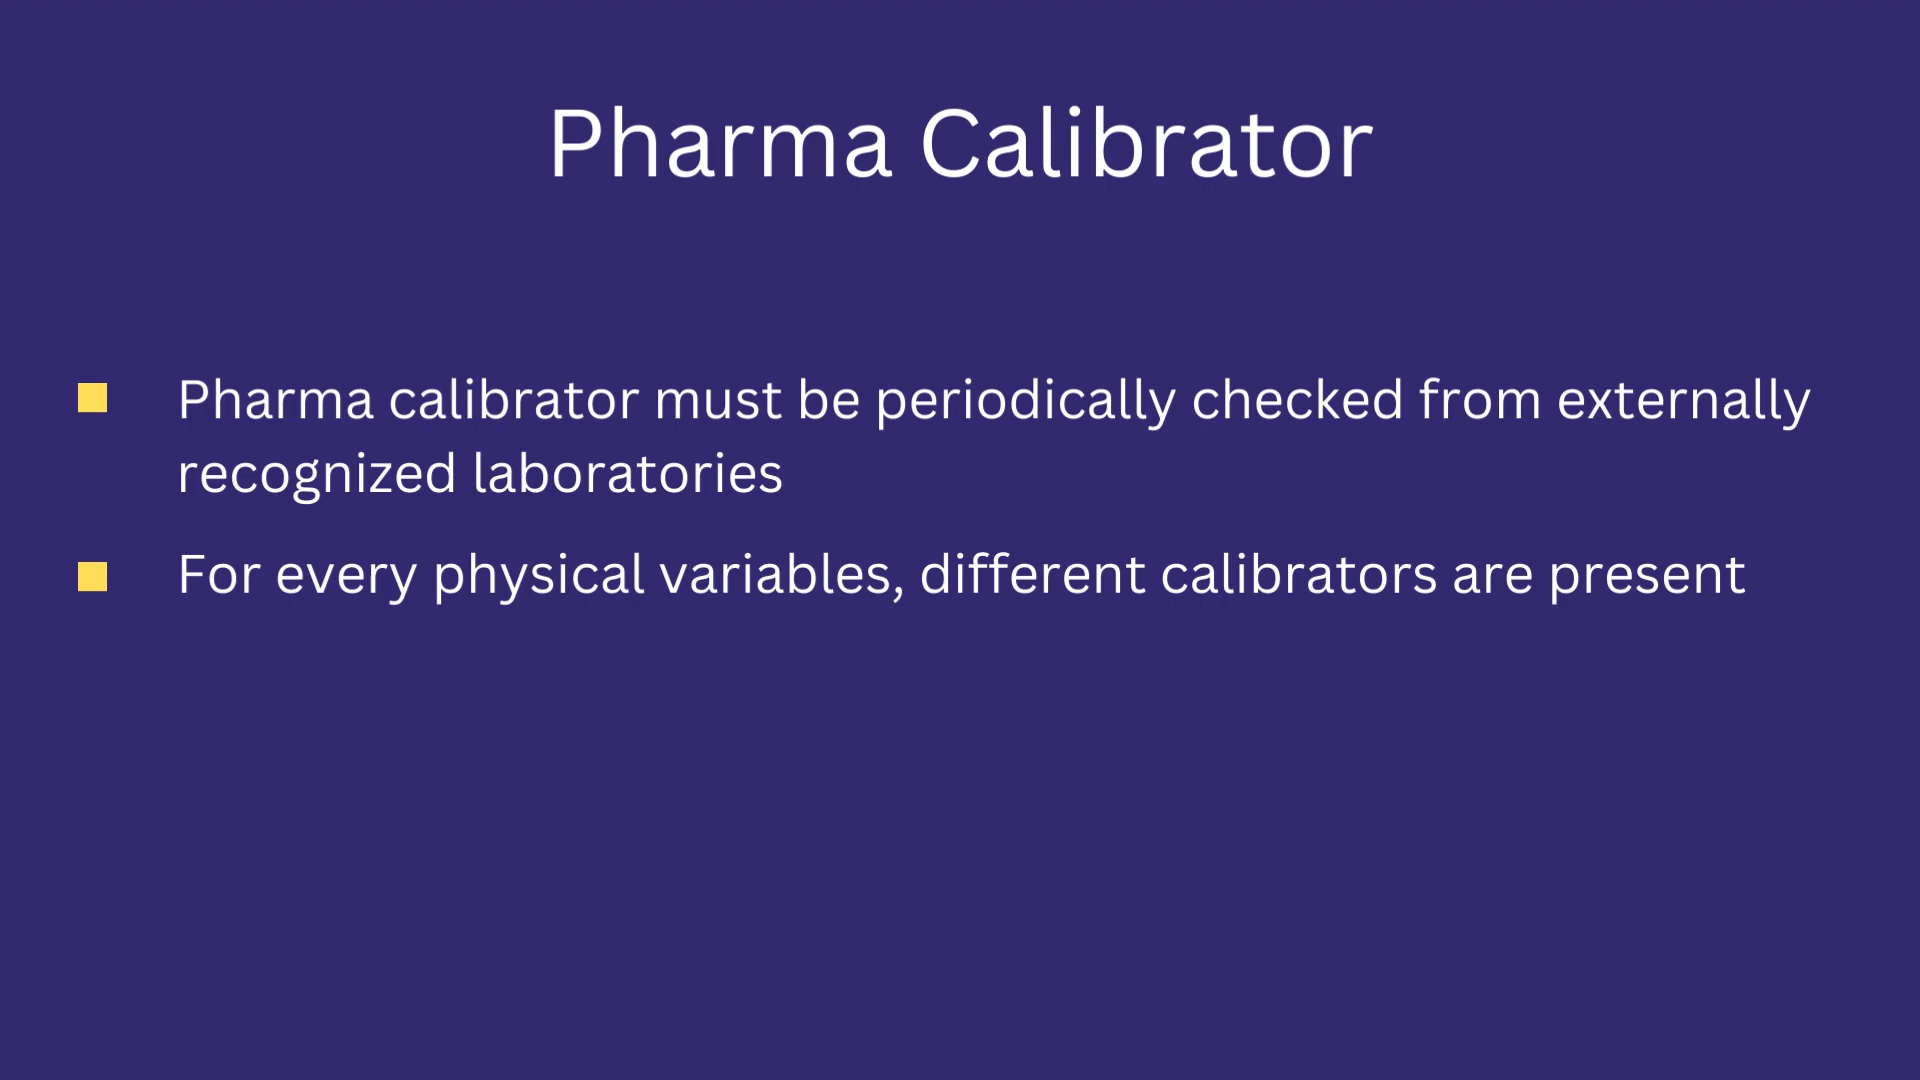 Pharma Calibrator
Pharma calibrator must be periodically checked from externally
recognized laboratories
For every physical variables, different calibrators are present